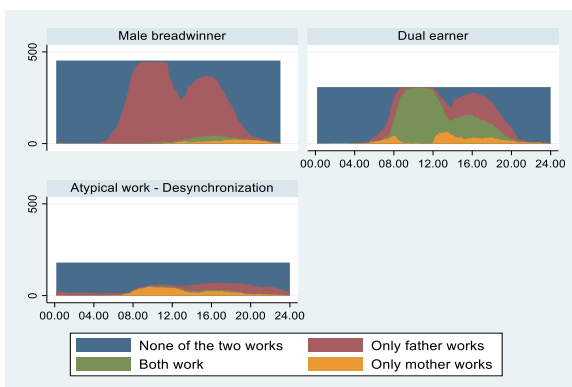 Male breadwinner
Dual earner
500
0
00.00 04.00 08.00 12.00 16.00 20.00 24.00
Atypical work - Desynchronization
500
0
00.00 04.00 08.00 12.00 16.00 20.00 24.00
None of the two works
Only father works
Both work
Only mother works